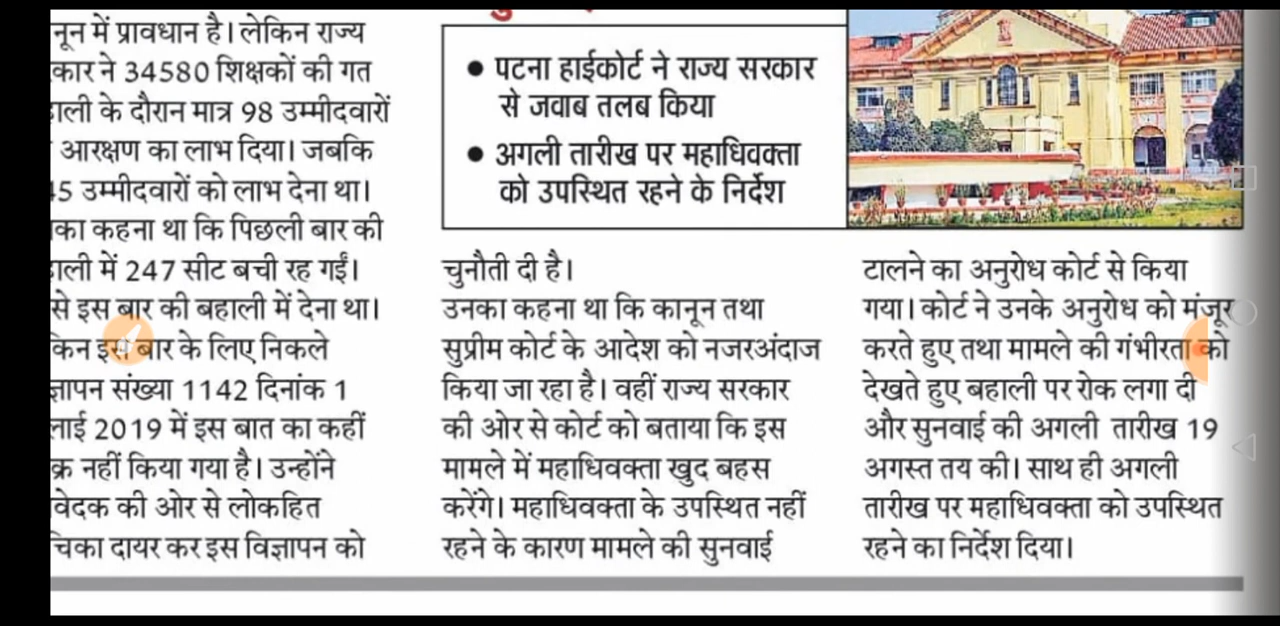 नून में प्रावधान है। लेकिन राज्य
कार ने 34580 शिक्षकों की गत
के दौरान मात्र 98 उम्मीदवारों
आरक्षण का लाभ दिया। जबकि
उम्मीदवारों को लाभ देना था।
का कहना था कि पिछली बार की
में 247 सीट बची रह गईं।
से इस बार की बहाली में देना था।
किन इस बार के लिए निकले
ज्ञापन संख्या 1142 दिनांक 1
लाई 2019 में इस बात का कहीं
क्र नहीं किया गया है। उन्होंने
वेदक की ओर से लोकहित
चिका दायर कर इस विज्ञापन को
• पटना हाईकोर्ट ने राज्य सरकार
से जवाब तलब किया
• अगली तारीख पर महाधिवक्ता
को उपस्थित रहने के निर्देश
चुनौती दी है।
उनका कहना था कि कानून तथा
सुप्रीम कोर्ट के आदेश को नजरअंदाज
किया जा रहा है। वहीं राज्य सरकार
की ओर से कोर्ट को बताया कि इस
मामले में महाधिवक्ता खुद बहस
करेंगे। महाधिवक्ता के उपस्थित नहीं
रहने के कारण मामले की सुनवाई
टालने का अनुरोध कोर्ट से किया
गया। कोर्ट ने उनके अनुरोध को मंजूर
करते हुए तथा मामले की गंभीरता को
देखते हुए बहाली पर रोक लगा दी
और सुनवाई की अगली तारीख 19
अगस्त तय की। साथ ही अगली
तारीख पर महाधिवक्ता को उपस्थित
रहने का निर्देश दिया।